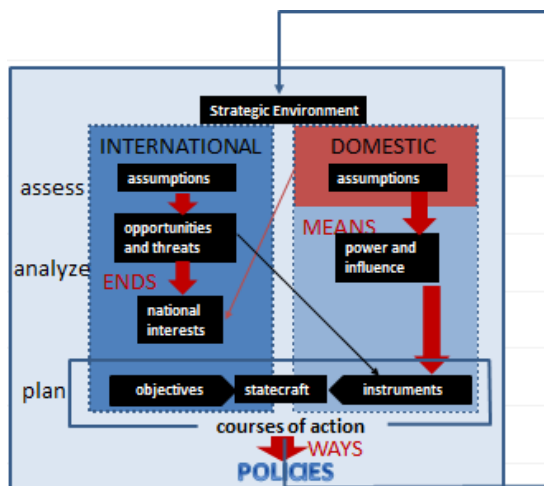 Strategic Environment
INTERNATIONAL
DOMESTIC
assess
assumptions
assumptions
opportunities
and threats
MEANS
power and
influence
analyze
ENDS
national
interests
plan
objectives
statecraft
instruments
courses of action
WAYS
POLICIES